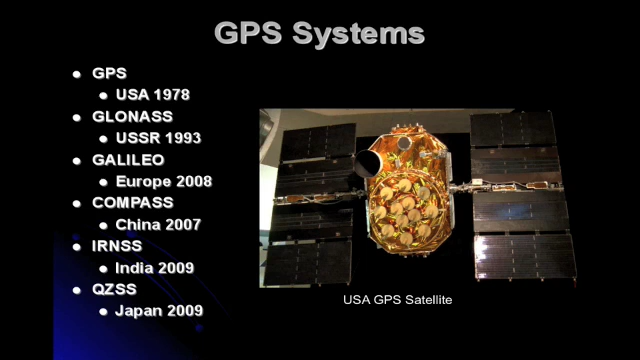 GPS Systems
GPS
USA 1978
GLONASS
USSR 1993
GALILEO
Europe 2008
COMPASS
China 2007
IRNSS
India 2009
QZSS
Japan 2009
USA GPS Satellite